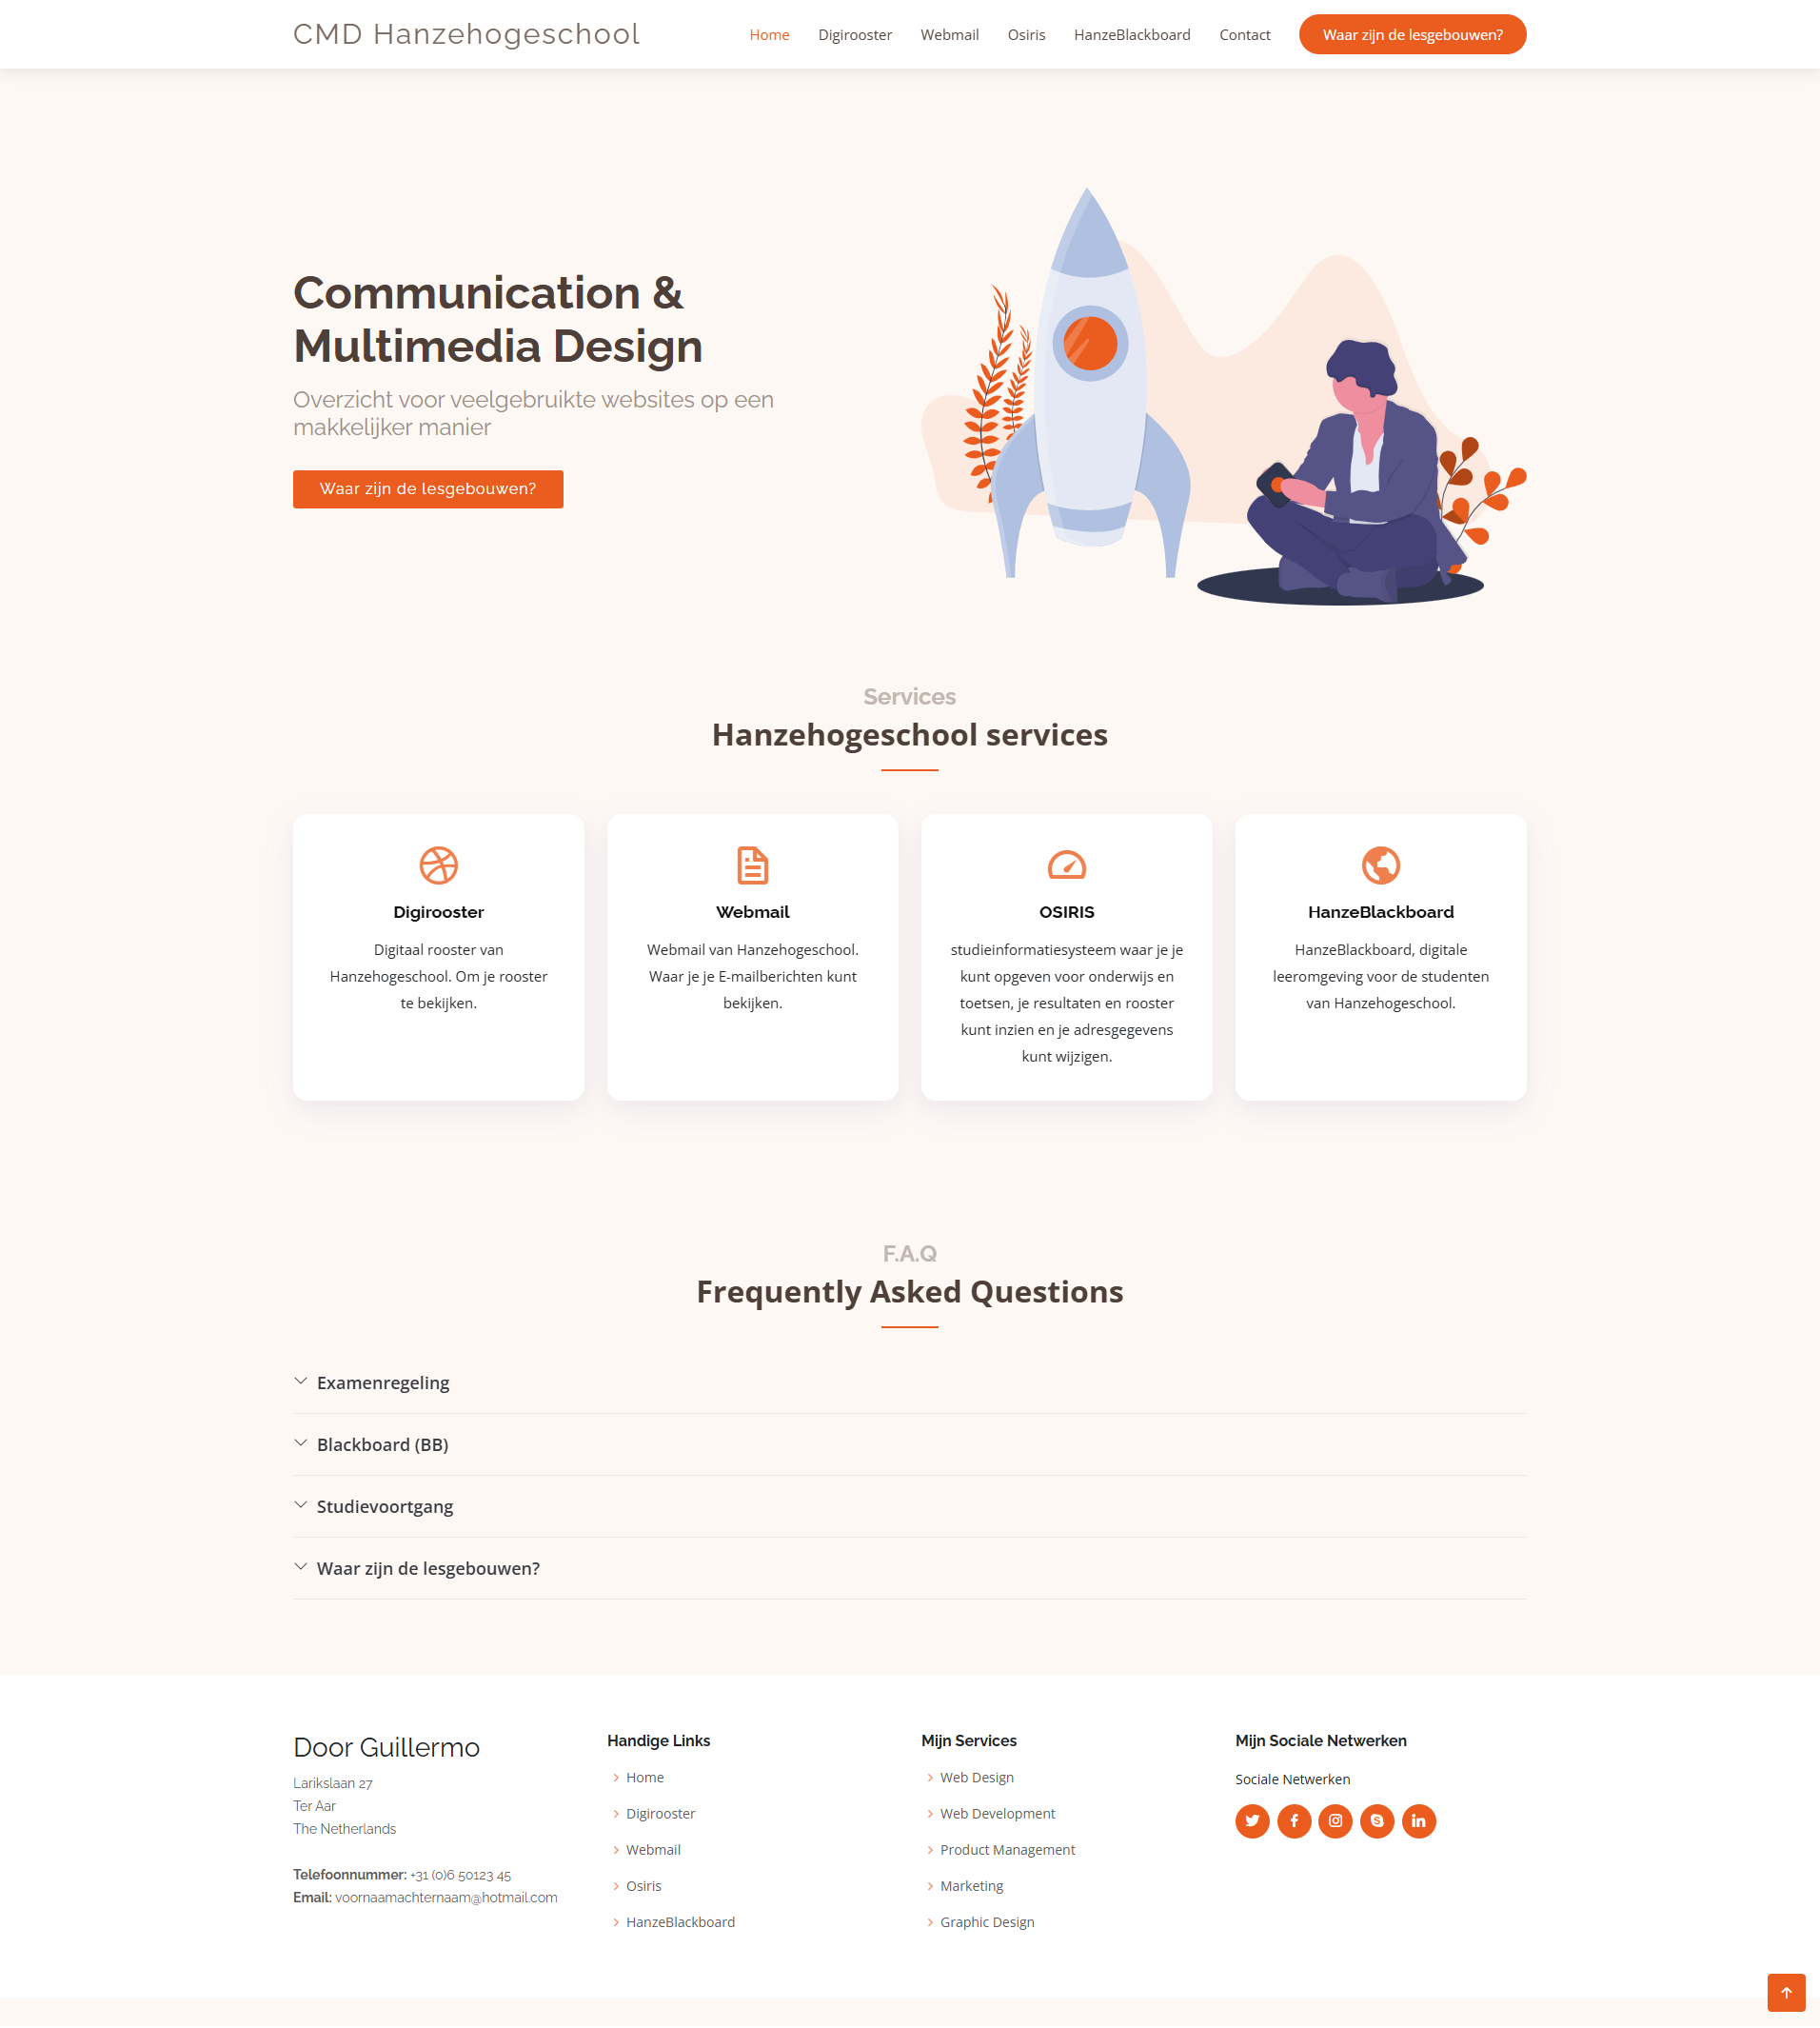 CMD Hanzehogeschool
Home Digirooster Webmail Osiris HanzeBlackboard Contact Waar zijn de lesgebouwen?
Communication &
Multimedia Design
Overzicht voor veelgebruikte websites op een
makkelijker manier
Waar zijn de lesgebouwen?
Services
Hanzehogeschool services
Digirooster
Digitaal rooster van
Hanzehogeschool. Om je rooster
te bekijken.
Webmail
Webmail van Hanzehogeschool.
Waar je je E-mailberichten kunt
bekijken.
OSIRIS
studieinformatiesysteem waar je je
kunt opgeven voor onderwijs en
toetsen, je resultaten en rooster
kunt inzien en je adresgegevens
kunt wijzigen.
HanzeBlackboard
HanzeBlackboard, digitale
leeromgeving voor de studenten
van Hanzehogeschool.
F.A.Q
Frequently Asked Questions
Examenregeling
Blackboard (BB)
Studievoortgang
Waar zijn de lesgebouwen?
Door Guillermo
Larikslaan 27
Ter Aar
The Netherlands
Telefoonnummer: +31 (0)6 50123 45
Email: voornaamachternaam@hotmail.com
Handige Links
Home
Digirooster
Webmail
Osiris
HanzeBlackboard
Mijn Services
Web Design
Web Development
Product Management
Marketing
Graphic Design
Mijn Sociale Netwerken
Sociale Netwerken